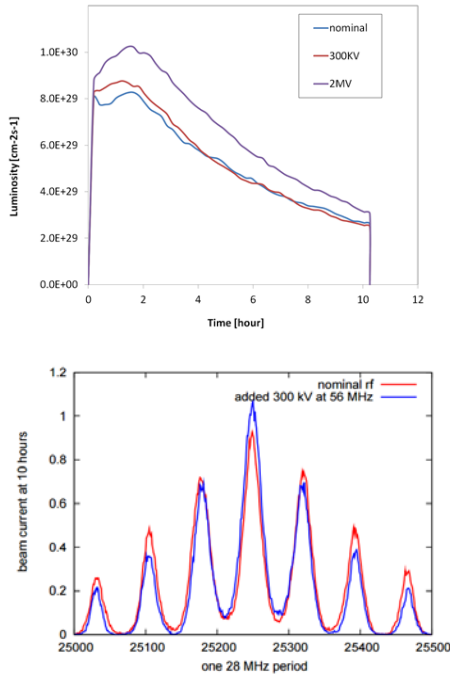 nominal
300KV
2MV
1.0E+30
8.0E+29
6.0E+29
4.0E+29
2.0E+29
0.0E+00
Luminosity [cm-2s-1]
0 2 4 6 8 10 12
Time [hour]
nominal rf
added 300 kV at 56 MHz
1.2
1
0.8
0.6
0.4
0.2
0
beam current at 10 hours
25000 25100 25200 25300 25400 25500
one 28 MHz period